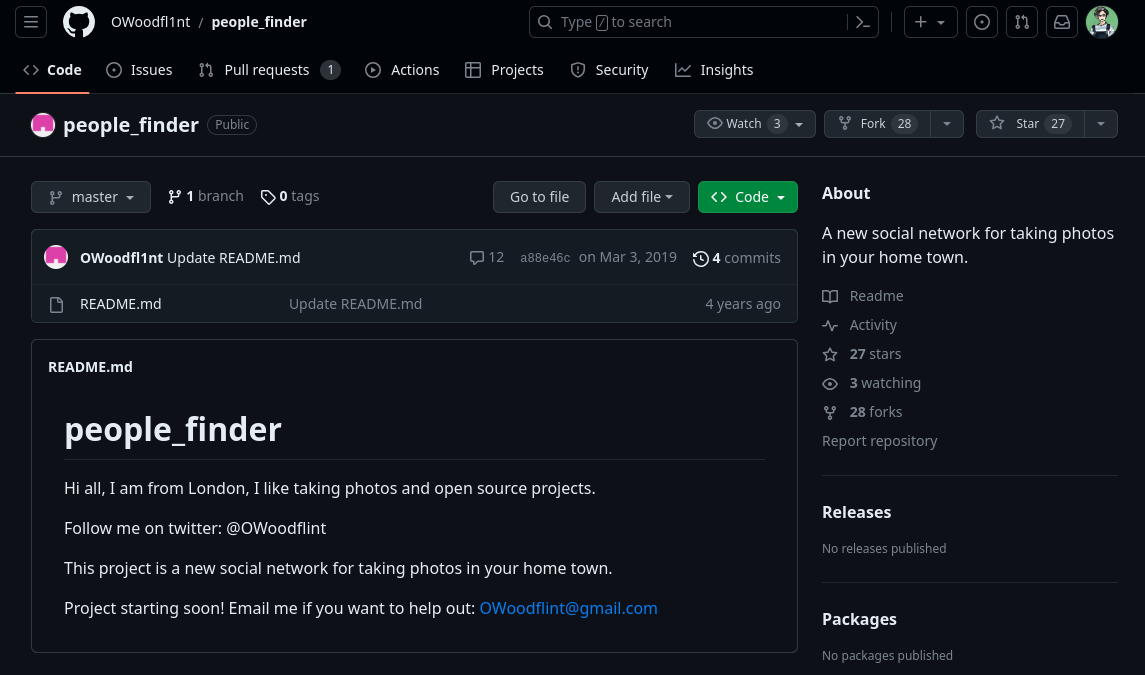 OWoodfl1nt / people_finder
Type / to search
Code Issues Pull requests 1 Actions Projects Security Insights
people_finder Public
Watch 3 Fork 28 Star 27
master 1 branch 0 tags
Go to file Add file Code
OWoodfl1nt Update README.md 12 a88e46c on Mar 3, 2019 4 commits
README.md Update README.md 4 years ago
README.md
people_finder
Hi all, I am from London, I like taking photos and open source projects.
Follow me on twitter: @OWoodflint
This project is a new social network for taking photos in your home town.
Project starting soon! Email me if you want to help out: OWoodflint@gmail.com
About
A new social network for taking photos
in your home town.
Readme
Activity
27 stars
3 watching
28 forks
Report repository
Releases
No releases published
Packages
No packages published